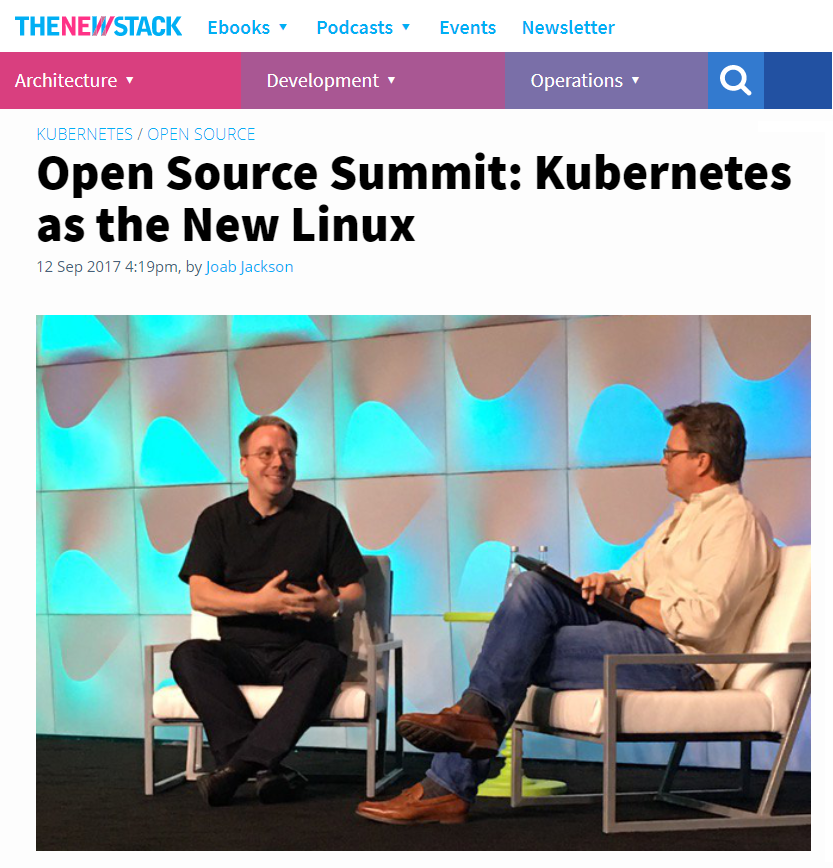 THENEWSTACK Ebooks ▼ Podcasts ▼ Events Newsletter
Architecture ▼ Development ▼ Operations ▼
KUBERNETES / OPEN SOURCE
Open Source Summit: Kubernetes
as the New Linux
12 Sep 2017 4:19pm, by Joab Jackson